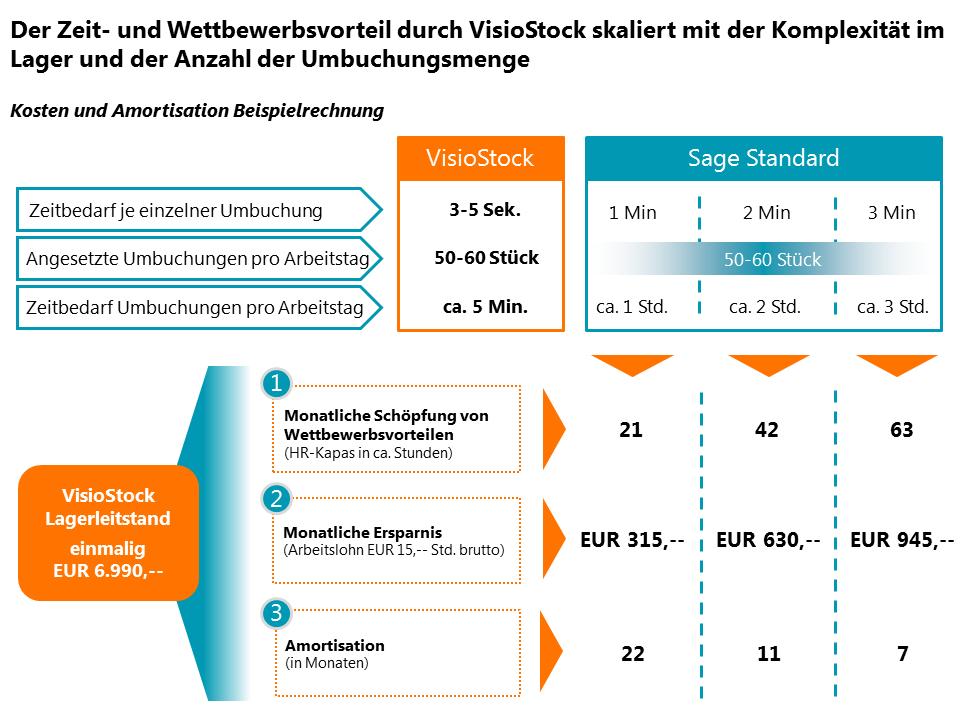 Der Zeit- und Wettbewerbsvorteil durch VisioStock skaliert mit der Komplexität im
Lager und der Anzahl der Umbuchungsmenge
Kosten und Amortisation Beispielrechnung
VisioStock
Sage Standard
Zeitbedarf je einzelner Umbuchung
3-5 Sek.
1 Min
2 Min
3 Min
Angesetzte Umbuchungen pro Arbeitstag
50-60 Stück
50-60 Stück
Zeitbedarf Umbuchungen pro Arbeitstag
ca. 5 Min.
ca. 1 Std.
ca. 2 Std.
ca. 3 Std.
VisioStock
Lagerleitstand
einmalig
EUR 6.990,--
1
Monatliche Schöpfung von
Wettbewerbsvorteilen
(HR-Kapas in ca. Stunden)
21
42
63
2
Monatliche Ersparnis
(Arbeitslohn EUR 15,-- Std. brutto)
EUR 315,--
EUR 630,--
EUR 945,--
3
Amortisation
(in Monaten)
22
11
7